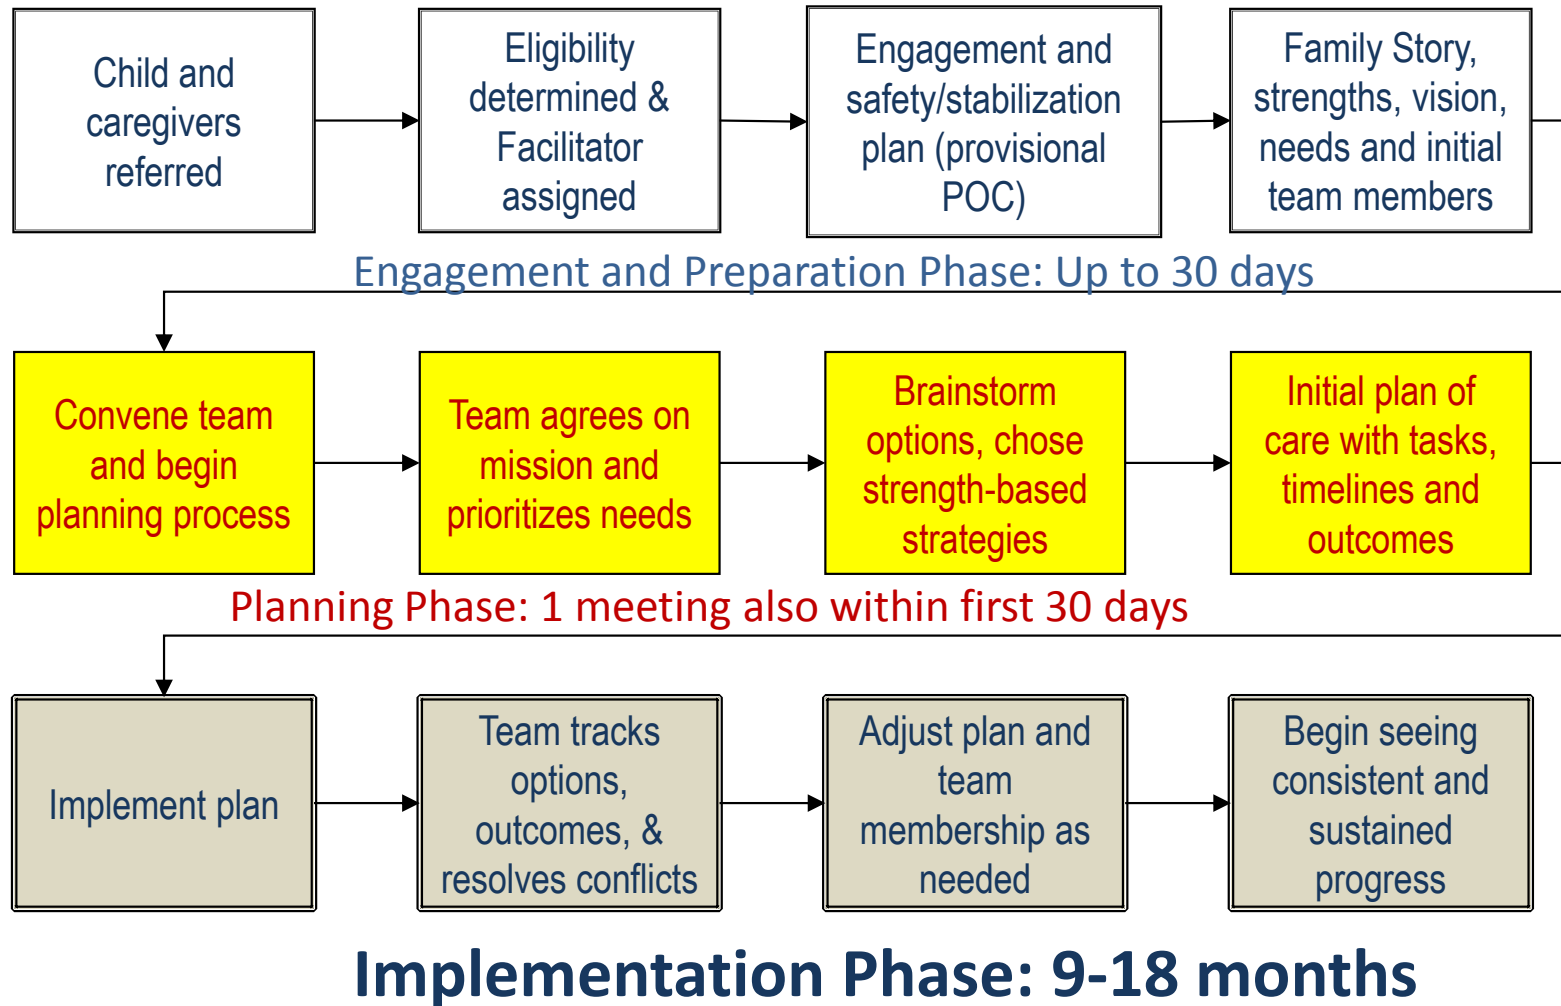 Child and
caregivers
referred
Eligibility
determined &
Facilitator
assigned
Engagement and
safety/stabilization
plan (provisional
POC)
Family Story,
strengths, vision,
needs and initial
team members
Engagement and Preparation Phase: Up to 30 days
Convene team
and begin
planning process
Team agrees on
mission and
prioritizes needs
Brainstorm
options, chose
strength-based
strategies
Initial plan of
care with tasks,
timelines and
outcomes
Planning Phase: 1 meeting also within first 30 days
Implement plan
Team tracks
options,
outcomes, &
resolves conflicts
Adjust plan and
team
membership as
needed
Begin seeing
consistent and
sustained
progress
Implementation Phase: 9-18 months